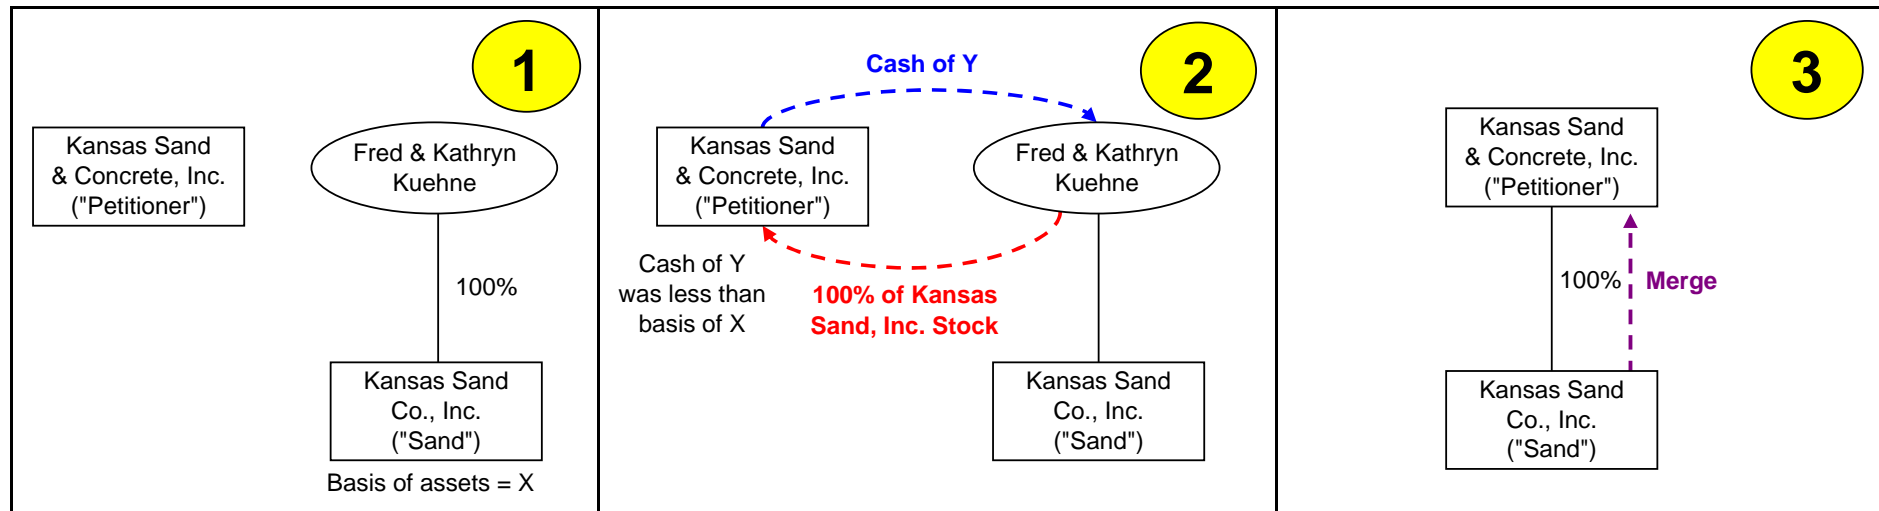 1
Kansas Sand
& Concrete, Inc.
("Petitioner")
Fred & Kathryn
Kuehne
100%
Kansas Sand
Co., Inc.
("Sand")
Basis of assets = X
2
Cash of Y
Kansas Sand
& Concrete, Inc.
("Petitioner")
Fred & Kathryn
Kuehne
Cash of Y
was less than
basis of X
100% of Kansas
Sand, Inc. Stock
Kansas Sand
Co., Inc.
("Sand")
3
Kansas Sand
& Concrete, Inc.
("Petitioner")
100%
Merge
Kansas Sand
Co., Inc.
("Sand")